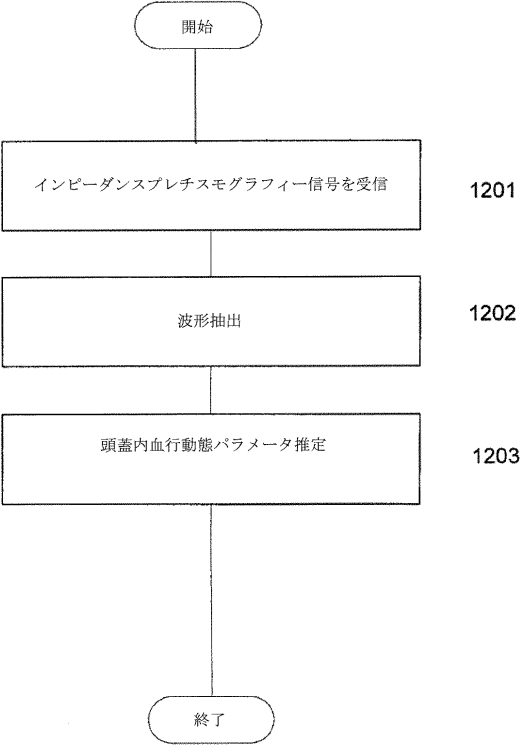 開始
インピーダンスプレチスモグラフィー信号を受信
1201
波形抽出
1202
頭蓋内血行動態パラメータ推定
1203
終了